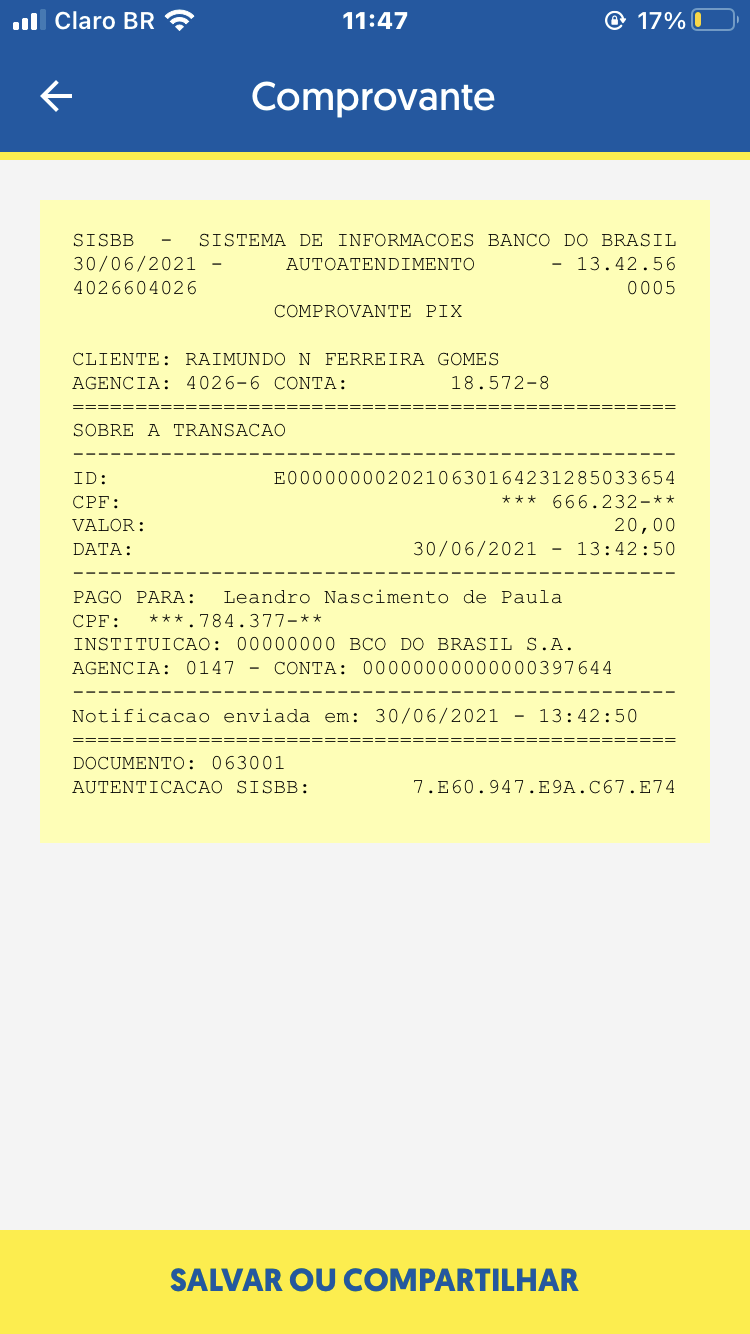 Claro BR 11:47 17%
Comprovante
SISBB - SISTEMA DE INFORMACOES BANCO DO BRASIL
30/06/2021 - AUTOATENDIMENTO - 13.42.56
4026604026 0005
COMPROVANTE PIX
CLIENTE: RAIMUNDO N FERREIRA GOMES
AGENCIA: 4026-6 CONTA: 18.572-8
================================================
SOBRE A TRANSACAO
------------------------------------------------
ID: E0000000020210630164231285033654
CPF: *** 666.232-**
VALOR: 20,00
DATA: 30/06/2021 - 13:42:50
------------------------------------------------
PAGO PARA: Leandro Nascimento de Paula
CPF: ***.784.377-**
INSTITUICAO: 00000000 BCO DO BRASIL S.A.
AGENCIA: 0147 - CONTA: 00000000000000397644
------------------------------------------------
Notificacao enviada em: 30/06/2021 - 13:42:50
================================================
DOCUMENTO: 063001
AUTENTICACAO SISBB: 7.E60.947.E9A.C67.E74
SALVAR OU COMPARTILHAR